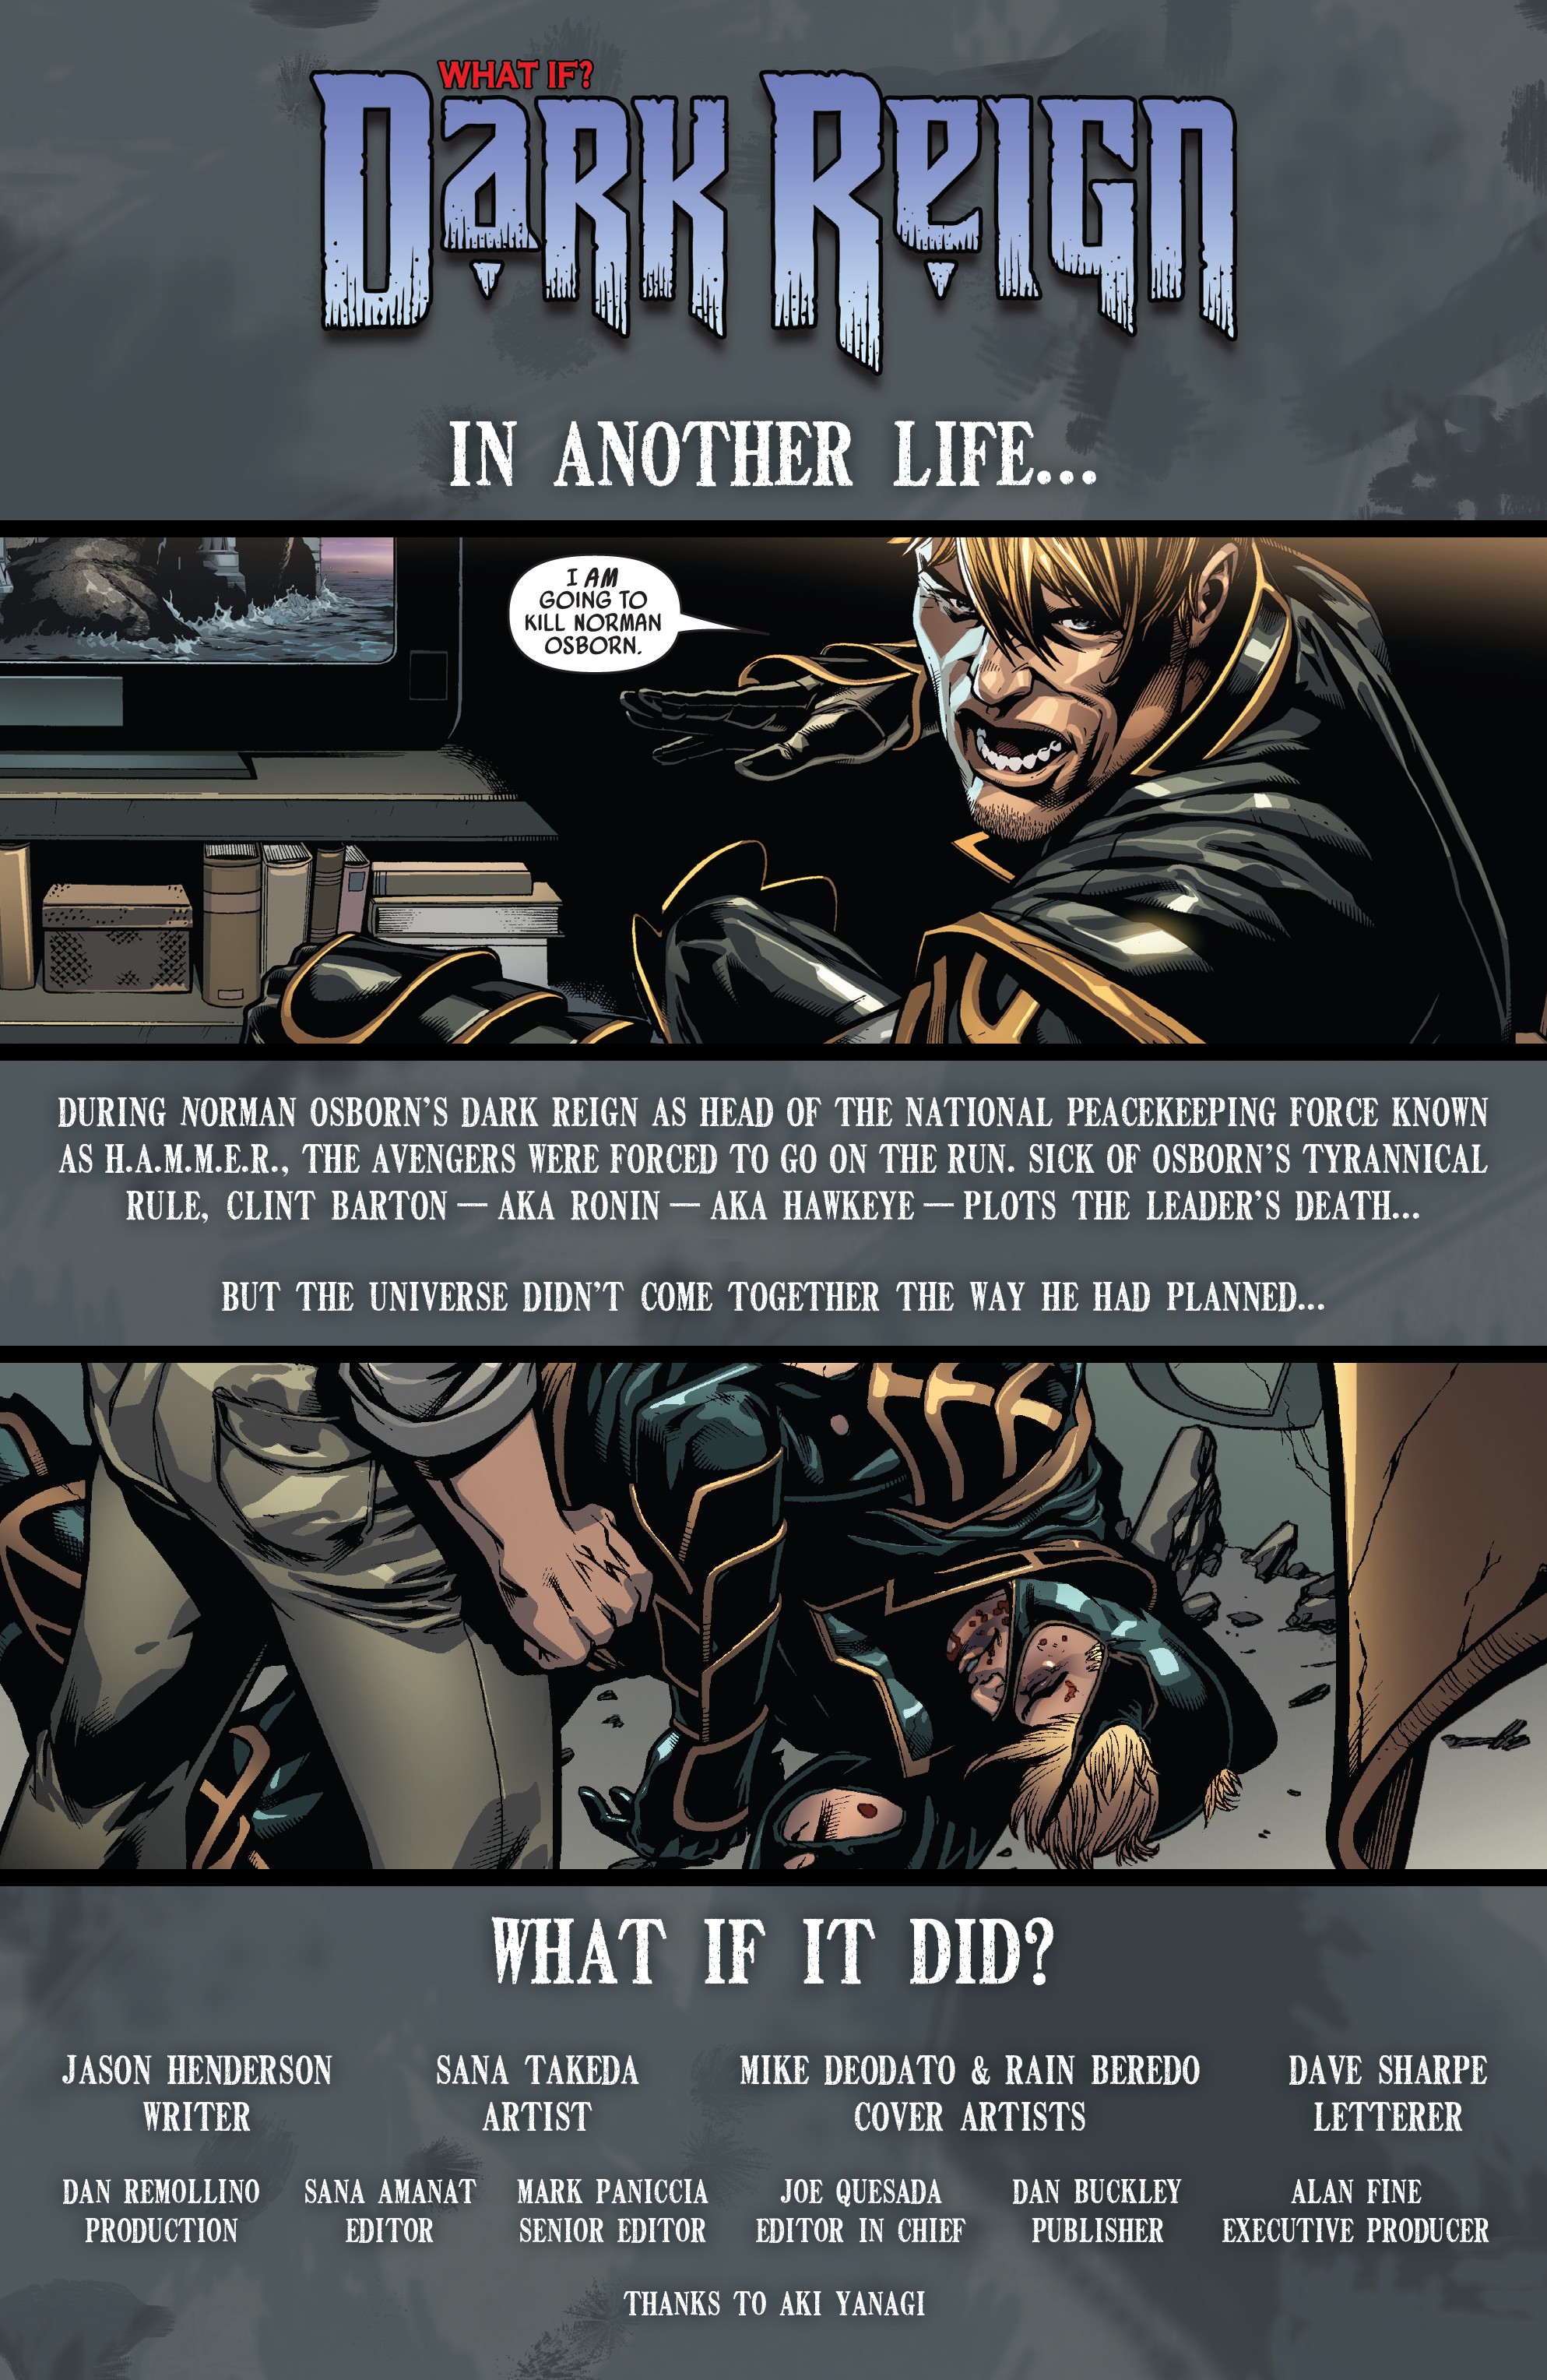 WHAT IF?
DARK REIGN
IN ANOTHER LIFE...
I AM
GOING TO
KILL NORMAN
OSBORN.
DURING NORMAN OSBORN'S DARK REIGN AS HEAD OF THE NATIONAL PEACEKEEPING FORCE KNOWN
AS H.A.M.M.E.R., THE AVENGERS WERE FORCED TO GO ON THE RUN. SICK OF OSBORN'S TYRANNICAL
RULE, CLINT BARTON — AKA RONIN — AKA HAWKEYE — PLOTS THE LEADER'S DEATH...
BUT THE UNIVERSE DIDN'T COME TOGETHER THE WAY HE HAD PLANNED...
WHAT IF IT DID?
JASON HENDERSON
WRITER
SANA TAKEDA
ARTIST
MIKE DEODATO & RAIN BEREDO
COVER ARTISTS
DAVE SHARPE
LETTERER
DAN REMOLLINO
PRODUCTION
SANA AMANAT
EDITOR
MARK PANICCIA
SENIOR EDITOR
JOE QUESADA
EDITOR IN CHIEF
DAN BUCKLEY
PUBLISHER
ALAN FINE
EXECUTIVE PRODUCER
THANKS TO AKI YANAGI